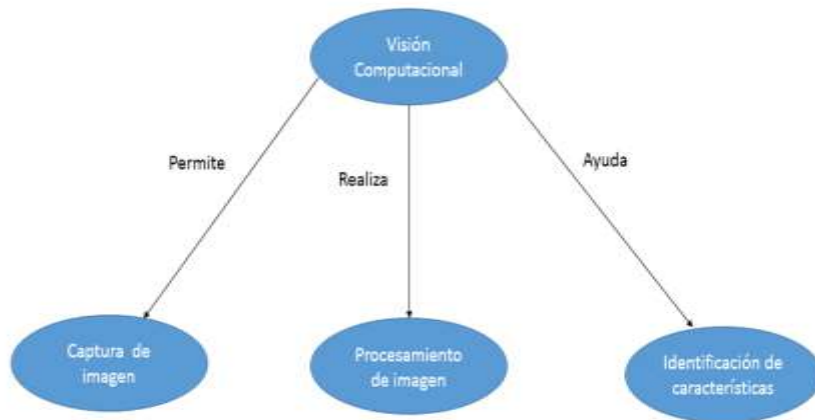 Visión
Computacional
Permite
Realiza
Ayuda
Captura de
imagen
Procesamiento
de imagen
Identificación de
características